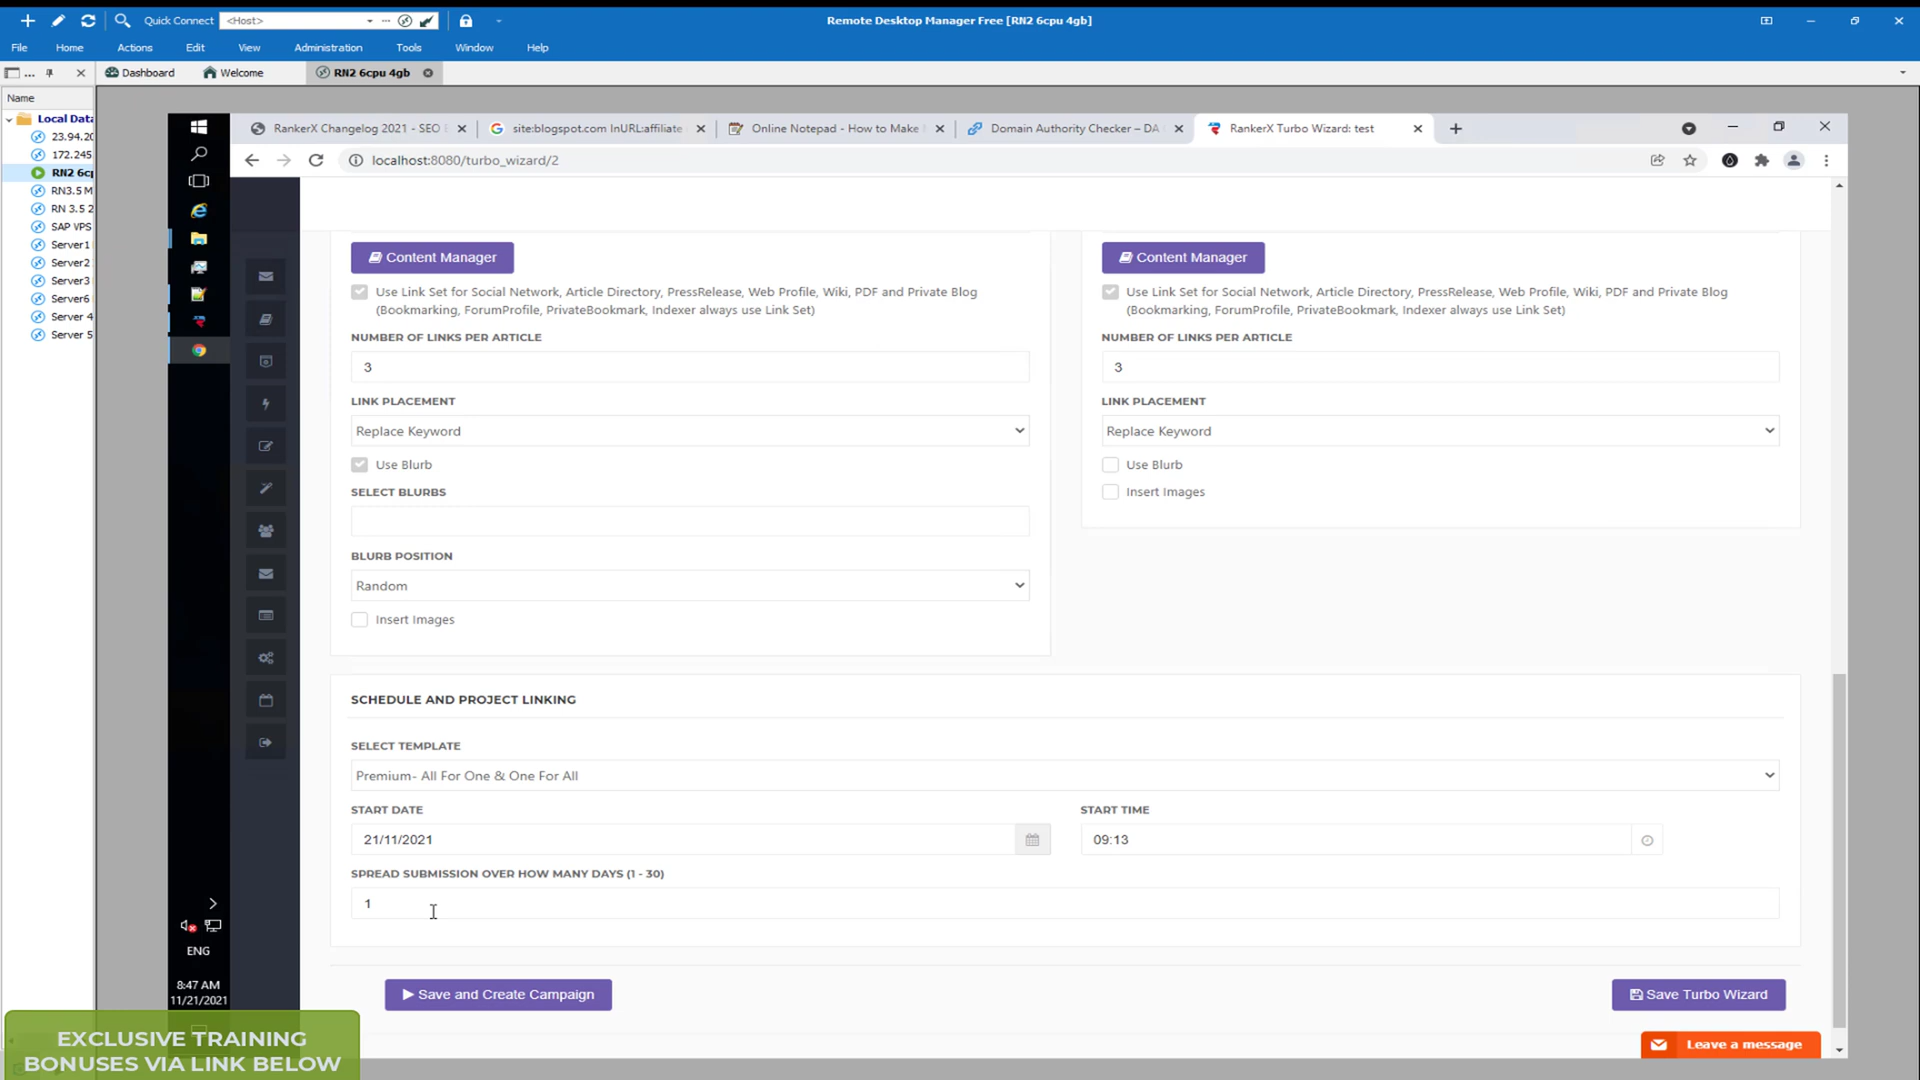 Quick Connect <Host>
Remote Desktop Manager Free [RN2 6cpu 4gb]
File Home Actions Edit View Administration Tools Window Help
Dashboard Welcome RN2 6cpu 4gb
Name
Local Data
23.94.20
172.245
RN2 6cp
RN3.5 M
RN 3.5 2
SAP VPS
Server1
Server2
Server3
Server6
Server 4
Server 5
RankerX Changelog 2021 - SEO
site:blogspot.com InURL:affiliate
Online Notepad - How to Make
Domain Authority Checker – DA
RankerX Turbo Wizard: test
localhost:8080/turbo_wizard/2
Content Manager
Use Link Set for Social Network, Article Directory, PressRelease, Web Profile, Wiki, PDF and Private Blog
(Bookmarking, ForumProfile, PrivateBookmark, Indexer always use Link Set)
NUMBER OF LINKS PER ARTICLE
3
LINK PLACEMENT
Replace Keyword
Use Blurb
SELECT BLURBS
BLURB POSITION
Random
Insert Images
Content Manager
Use Link Set for Social Network, Article Directory, PressRelease, Web Profile, Wiki, PDF and Private Blog
(Bookmarking, ForumProfile, PrivateBookmark, Indexer always use Link Set)
NUMBER OF LINKS PER ARTICLE
3
LINK PLACEMENT
Replace Keyword
Use Blurb
Insert Images
SCHEDULE AND PROJECT LINKING
SELECT TEMPLATE
Premium- All For One & One For All
START DATE
21/11/2021
START TIME
09:13
SPREAD SUBMISSION OVER HOW MANY DAYS (1 - 30)
1
Save and Create Campaign
Save Turbo Wizard
Leave a message
ENG
8:47 AM
11/21/2021
EXCLUSIVE TRAINING
BONUSES VIA LINK BELOW